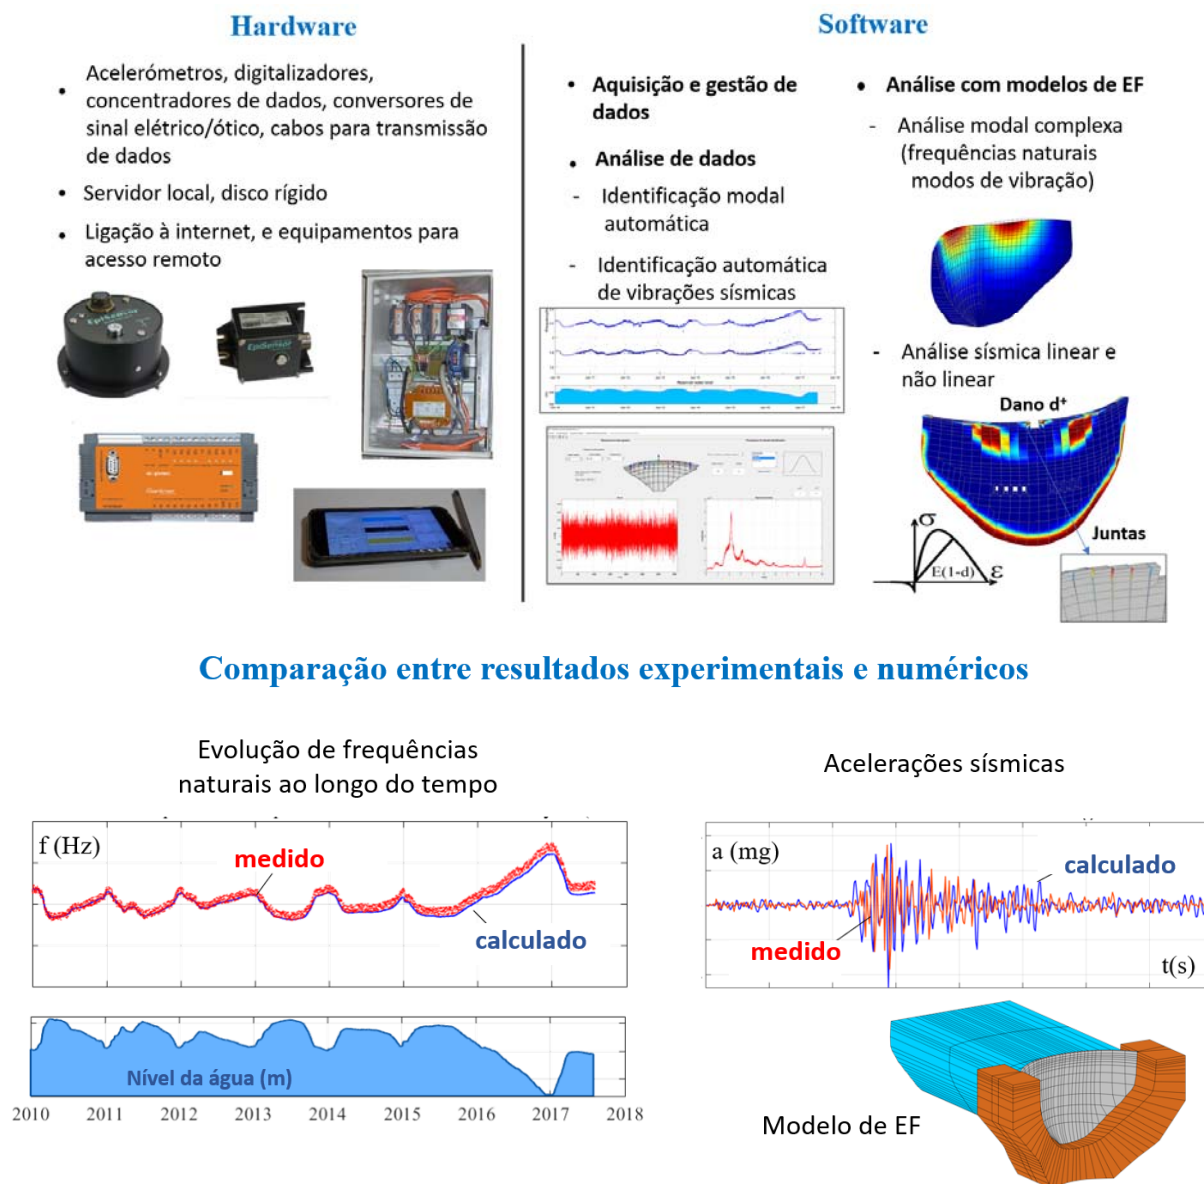 Hardware
• Acelerómetros, digitalizadores,
concentradores de dados, conversores de
sinal elétrico/ótico, cabos para transmissão
de dados
• Servidor local, disco rígido
• Ligação à internet, e equipamentos para
acesso remoto
EpiSensor
EpiSensor
Software
• Aquisição e gestão de
dados
• Análise de dados
- Identificação modal
automática
- Identificação automática
de vibrações sísmicas
• Análise com modelos de EF
- Análise modal complexa
(frequências naturais
modos de vibração)
- Análise sísmica linear e
não linear
Dano d⁺
Juntas
σ
E(1-d)
ε
Comparação entre resultados experimentais e numéricos
Evolução de frequências
naturais ao longo do tempo
f (Hz)
medido
calculado
Nível da água (m)
2010 2011 2012 2013 2014 2015 2016 2017 2018
Acelerações sísmicas
a (mg)
calculado
medido
t(s)
Modelo de EF